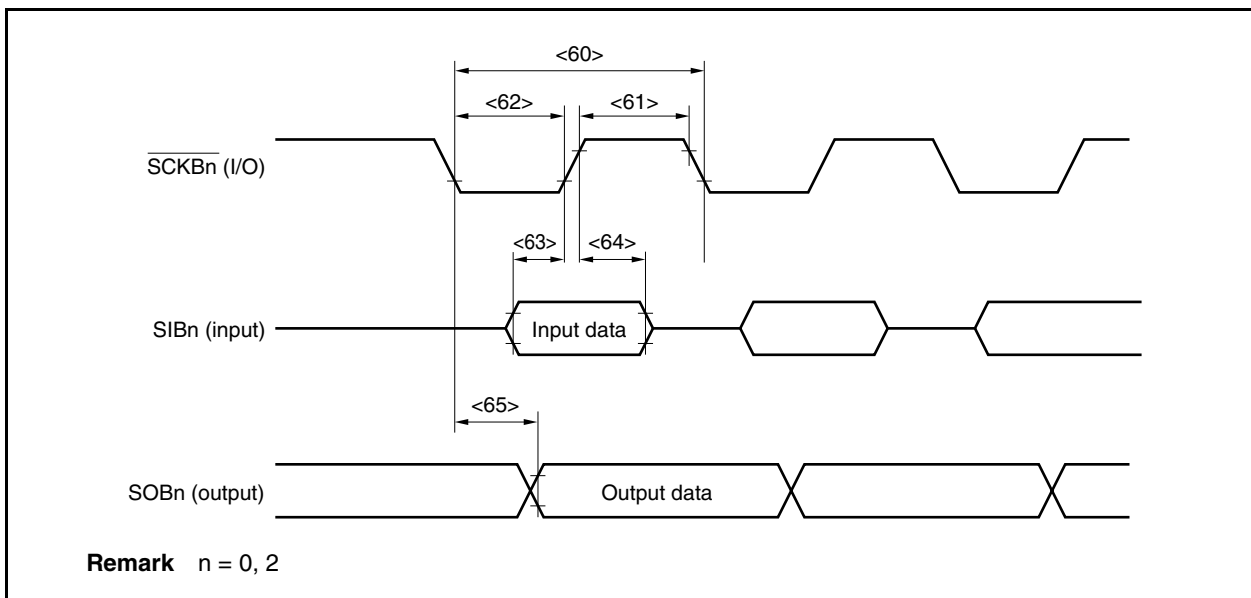 <60>
<62> <61>
SCKBn (I/O)
<63> <64>
SIBn (input) Input data
<65>
SOBn (output) Output data
Remark n = 0, 2